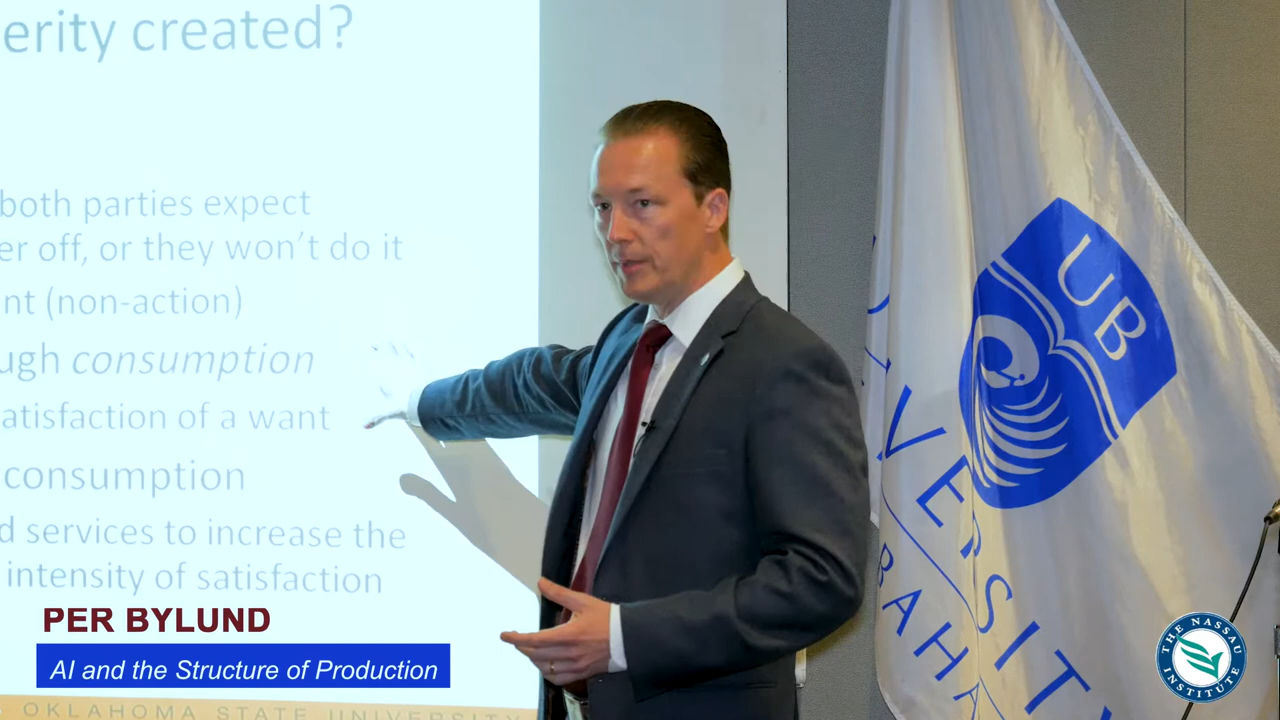 erity created?
both parties expect
er off, or they won't do it
nt (non-action)
ugh consumption
atisfaction of a want
consumption
d services to increase the
intensity of satisfaction
PER BYLUND
AI and the Structure of Production
OKLAHOMA STATE UNIVERSITY
UB
VERSITY
BAHA
THE NASSAU
INSTITUTE